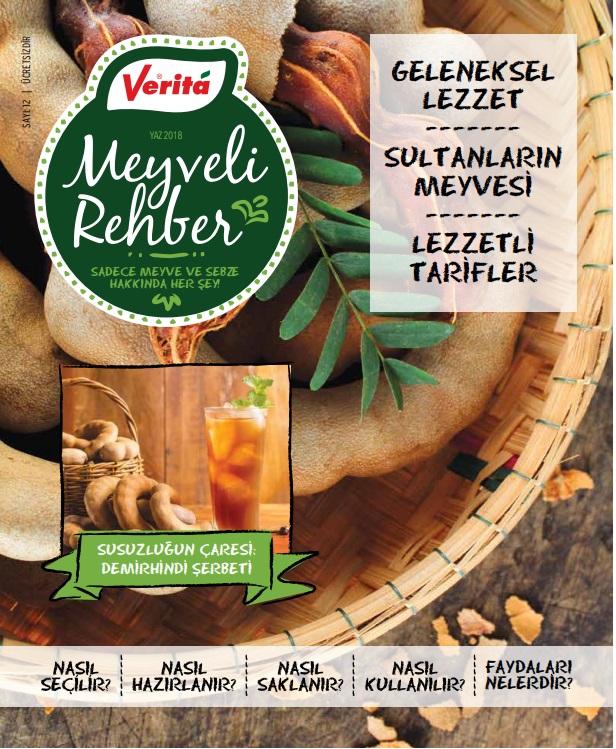 SAYI: 12 | ÜCRETSİZDİR
Veritá®
YAZ 2018
Meyveli
Rehber
SADECE MEYVE VE SEBZE
HAKKINDA HER ŞEY!
GELENEKSEL
LEZZET
SULTANLARIN
MEYVESİ
LEZZETLİ
TARİFLER
SUSUZLUĞUN ÇARESİ:
DEMİRHİNDİ ŞERBETİ
NASIL
SEÇİLİR?
NASIL
HAZIRLANIR?
NASIL
SAKLANIR?
NASIL
KULLANILIR?
FAYDALARI
NELERDİR?